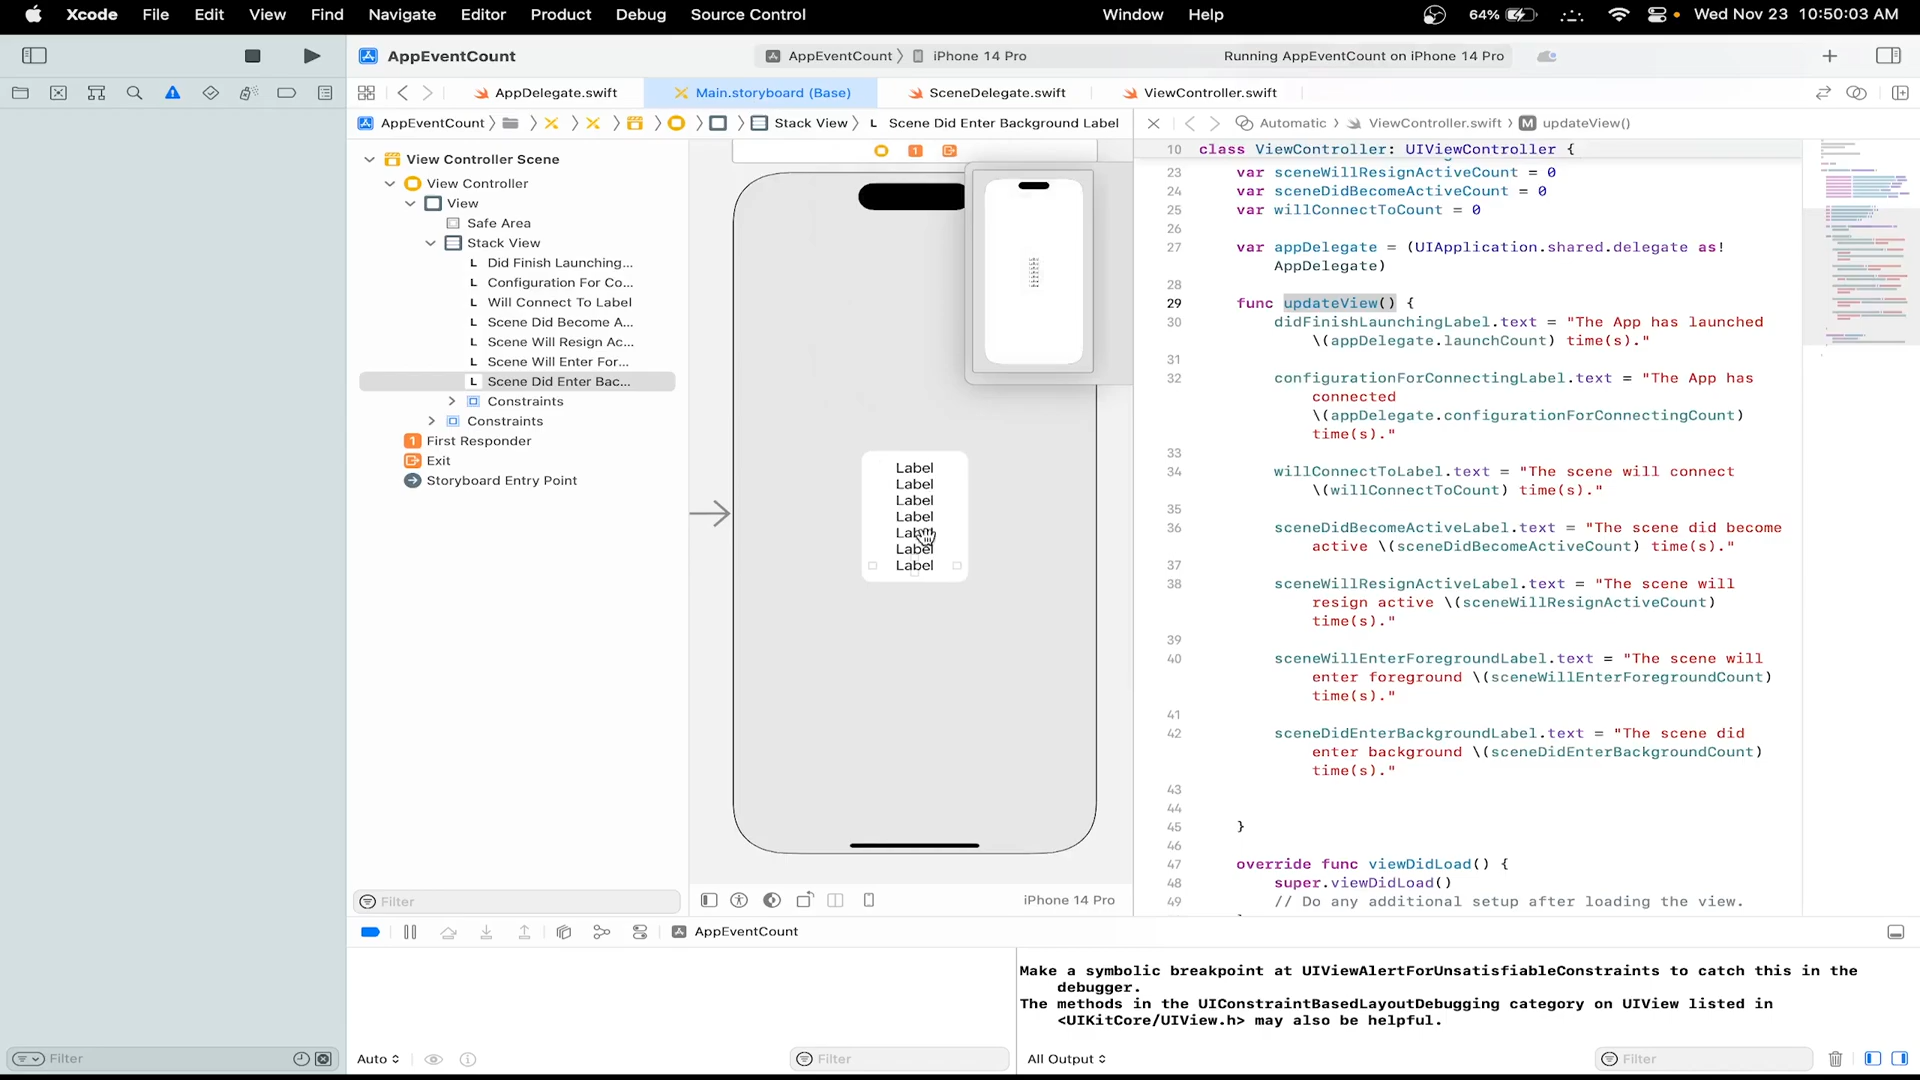 Xcode File Edit View Find Navigate Editor Product Debug Source Control Window Help 64% Wed Nov 23 10:50:03 AM
AppEventCount AppEventCount iPhone 14 Pro Running AppEventCount on iPhone 14 Pro
AppDelegate.swift Main.storyboard (Base) SceneDelegate.swift ViewController.swift
AppEventCount Stack View L Scene Did Enter Background Label
Automatic ViewController.swift M updateView()
View Controller Scene
View Controller
View
Safe Area
Stack View
L Did Finish Launching...
L Configuration For Co...
L Will Connect To Label
L Scene Did Become A...
L Scene Will Resign Ac...
L Scene Will Enter For...
L Scene Did Enter Bac...
Constraints
Constraints
1 First Responder
Exit
Storyboard Entry Point
Filter
1
Label
Label
Label
Label
Label
Label
Label
iPhone 14 Pro
10 class ViewController: UIViewController {
23 var sceneWillResignActiveCount = 0
24 var sceneDidBecomeActiveCount = 0
25 var willConnectToCount = 0
26
27 var appDelegate = (UIApplication.shared.delegate as!
AppDelegate)
28
29 func updateView() {
30 didFinishLaunchingLabel.text = "The App has launched
\(appDelegate.launchCount) time(s)."
31
32 configurationForConnectingLabel.text = "The App has
connected
\(appDelegate.configurationForConnectingCount)
time(s)."
33
34 willConnectToLabel.text = "The scene will connect
\(willConnectToCount) time(s)."
35
36 sceneDidBecomeActiveLabel.text = "The scene did become
active \(sceneDidBecomeActiveCount) time(s)."
37
38 sceneWillResignActiveLabel.text = "The scene will
resign active \(sceneWillResignActiveCount)
time(s)."
39
40 sceneWillEnterForegroundLabel.text = "The scene will
enter foreground \(sceneWillEnterForegroundCount)
time(s)."
41
42 sceneDidEnterBackgroundLabel.text = "The scene did
enter background \(sceneDidEnterBackgroundCount)
time(s)."
43
44
45 }
46
47 override func viewDidLoad() {
48 super.viewDidLoad()
49 // Do any additional setup after loading the view.
AppEventCount
Make a symbolic breakpoint at UIViewAlertForUnsatisfiableConstraints to catch this in the
debugger.
The methods in the UIConstraintBasedLayoutDebugging category on UIView listed in
<UIKitCore/UIView.h> may also be helpful.
Filter Auto Filter All Output Filter